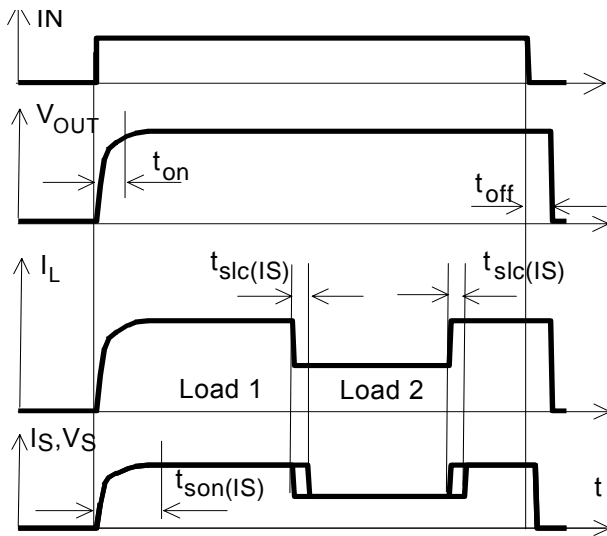 IN
VOUT
ton
toff
IL
tslc(IS) tslc(IS)
Load 1 Load 2
IS,VS
tson(IS)
t